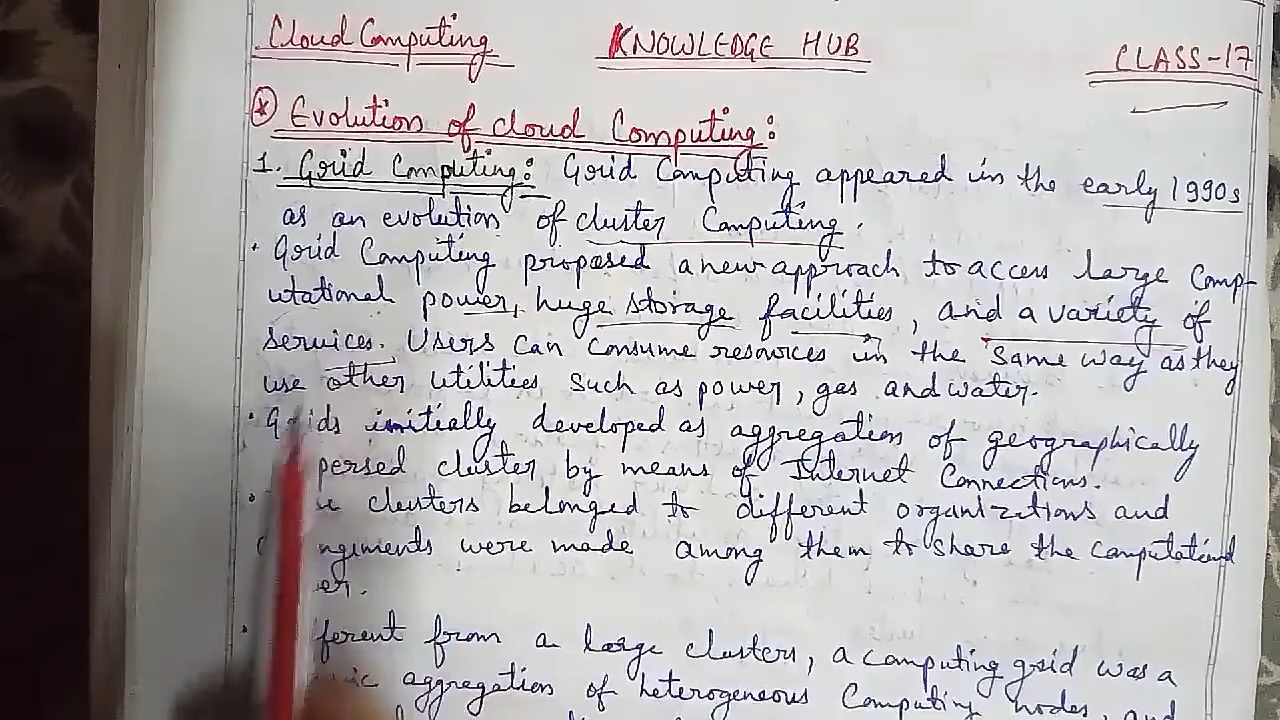 Cloud Computing KNOWLEDGE HUB CLASS-17
Evolution of cloud Computing:
1. Grid Computing: Grid Computing appeared in the early 1990s
as an evolution of cluster Computing.
• Grid Computing proposed a new approach to access large Comp-
utational power, huge storage facilities, and a variety of
services. Users can consume resources in the same way as they
use other utilities such as power, gas and water.
• Grids initially developed as aggregation of geographically
persed cluster by means of Internet Connections.
• clusters belonged to different organizations and
ngements were made among them to share the computational
er.
• ferent from a large clusters, a computing grid was a
aggregation of heterogeneous Computing nodes, and